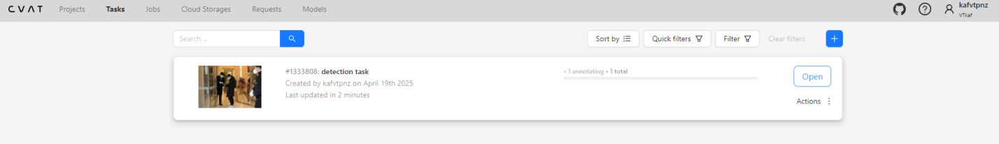 CVAT Projects Tasks Jobs Cloud Storages Requests Models kafvtpnz
VTkaf
Search ... Sort by Quick filters Filter Clear filters
#1333808: detection task • 1 annotating • 1 total
Created by kafvtpnz on April 19th 2025 Open
Last updated in 2 minutes
Actions